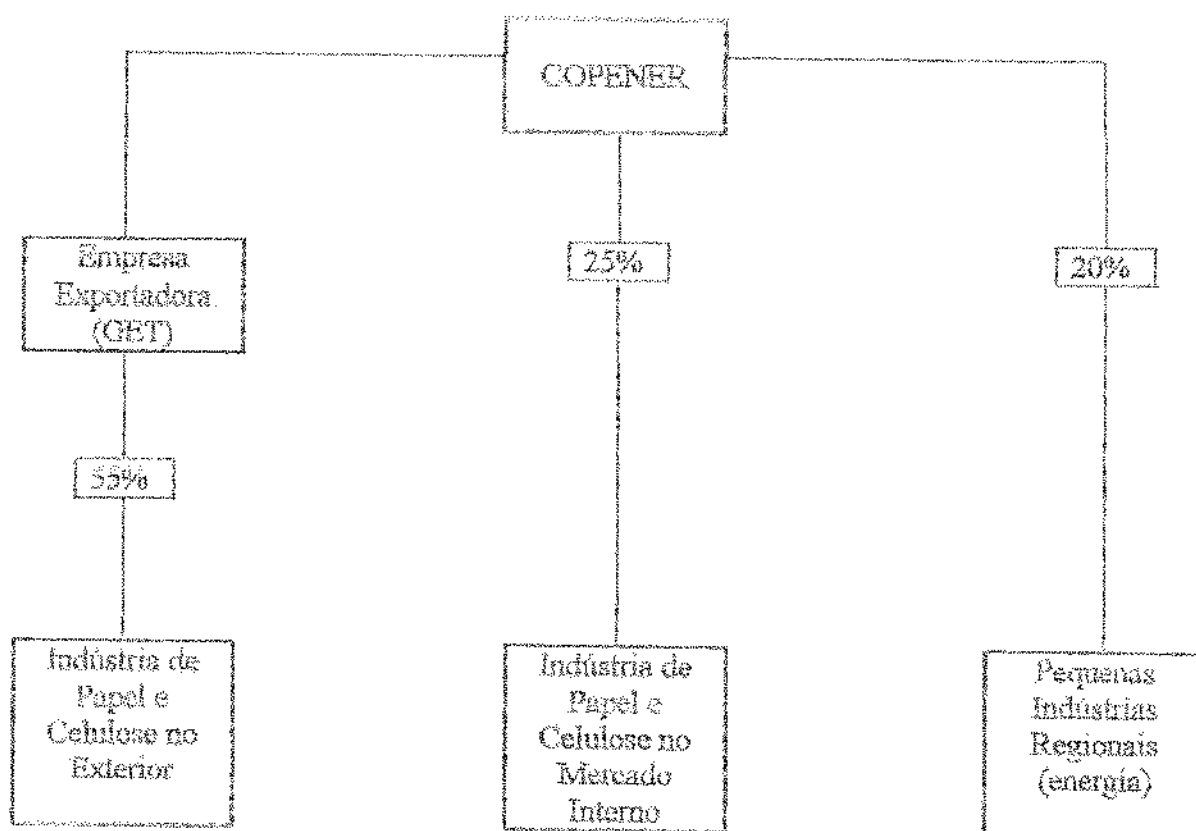 COPENER
Empresa
Exportadora
(GET)
25%
20%
55%
Indústria de
Papel e
Celulose no
Exterior
Indústria de
Papel e
Celulose no
Mercado
Interno
Pequenas
Indústrias
Regionais
(energía)